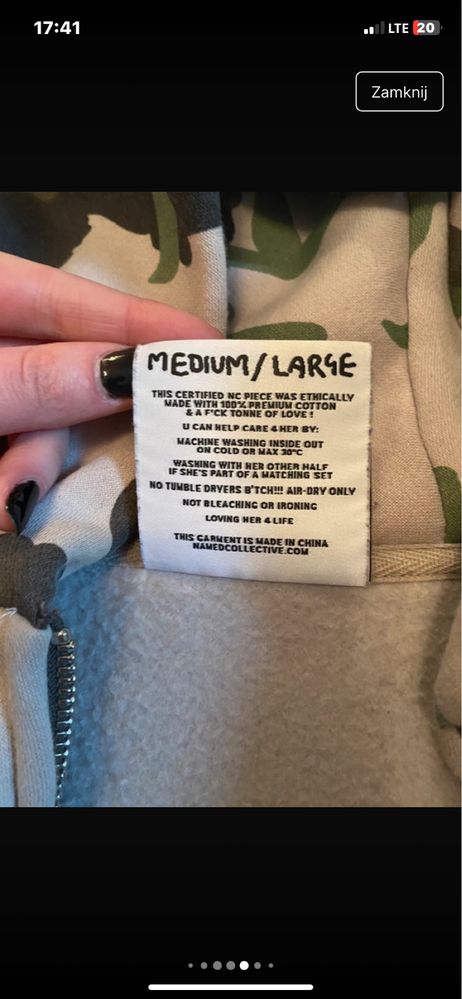 17:41
LTE 20
Zamknij
MEDIUM/LARGE
THIS CERTIFIED NC PIECE WAS ETHICALLY
MADE WITH 100% PREMIUM COTTON
& A F*CK TONNE OF LOVE!
U CAN HELP CARE 4 HER BY:
MACHINE WASHING INSIDE OUT
ON COLD OR MAX 30°C
WASHING WITH HER OTHER HALF
IF SHE'S PART OF A MATCHING SET
NO TUMBLE DRYERS B*TCH!!! AIR-DRY ONLY
NOT BLEACHING OR IRONING
LOVING HER 4 LIFE
THIS GARMENT IS MADE IN CHINA
NAMEDCOLLECTIVE.COM